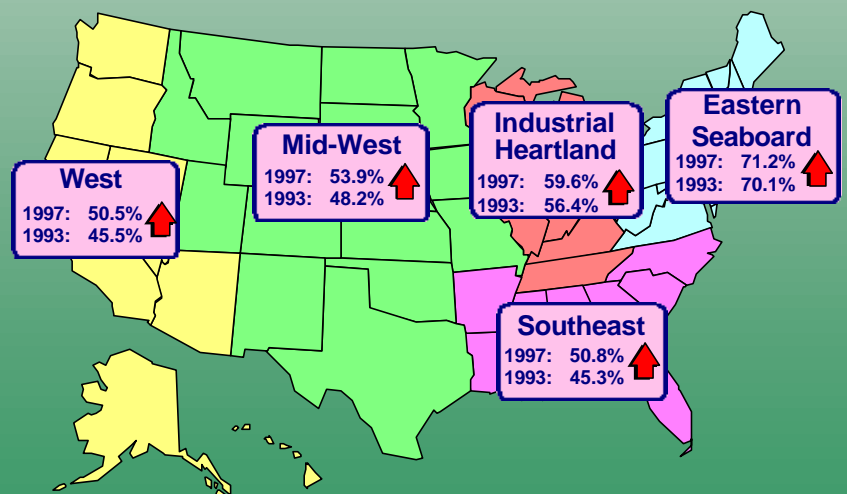 West
1997: 50.5%
1993: 45.5%
Mid-West
1997: 53.9%
1993: 48.2%
Industrial
Heartland
1997: 59.6%
1993: 56.4%
Eastern
Seaboard
1997: 71.2%
1993: 70.1%
Southeast
1997: 50.8%
1993: 45.3%